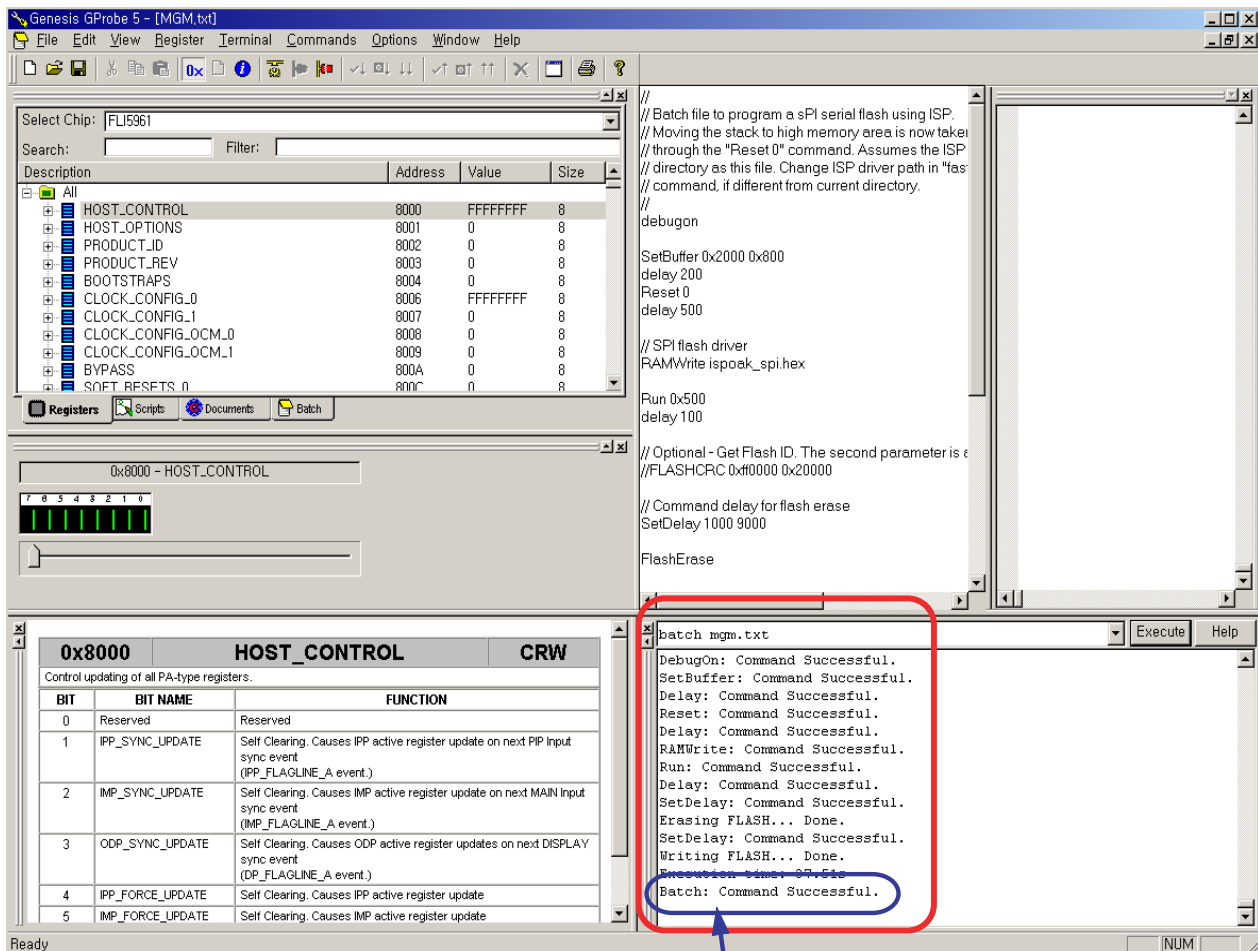 Genesis GProbe 5 - [MGM.txt]
File Edit View Register Terminal Commands Options Window Help
Select Chip: FLI5961
Search: Filter:
Description Address Value Size
All
HOST_CONTROL 8000 FFFFFFFF 8
HOST_OPTIONS 8001 0 8
PRODUCT_ID 8002 0 8
PRODUCT_REV 8003 0 8
BOOTSTRAPS 8004 0 8
CLOCK_CONFIG_0 8006 FFFFFFFF 8
CLOCK_CONFIG_1 8007 0 8
CLOCK_CONFIG_OCM_0 8008 0 8
CLOCK_CONFIG_OCM_1 8009 0 8
BYPASS 800A 0 8
SOFT_RESETS_0 800C 0 8
Registers Scripts Documents Batch
0x8000 - HOST_CONTROL
7 6 5 4 3 2 1 0
//
// Batch file to program a sPI serial flash using ISP.
// Moving the stack to high memory area is now taken
// through the "Reset 0" command. Assumes the ISP
// directory as this file. Change ISP driver path in "fas
// command, if different from current directory.
//
debugon
SetBuffer 0x2000 0x800
delay 200
Reset 0
delay 500
// SPI flash driver
RAMWrite ispoak_spi.hex
Run 0x500
delay 100
// Optional - Get Flash ID. The second parameter is a
//FLASHCRC 0xff0000 0x20000
// Command delay for flash erase
SetDelay 1000 9000
FlashErase
0x8000 HOST_CONTROL CRW
Control updating of all PA-type registers.
BIT BIT NAME FUNCTION
0 Reserved Reserved
1 IPP_SYNC_UPDATE Self Clearing. Causes IPP active register update on next PIP Input
sync event
(IPP_FLAGLINE_A event.)
2 IMP_SYNC_UPDATE Self Clearing. Causes IMP active register update on next MAIN Input
sync event
(IMP_FLAGLINE_A event.)
3 ODP_SYNC_UPDATE Self Clearing. Causes ODP active register updates on next DISPLAY
sync event
(DP_FLAGLINE_A event.)
4 IPP_FORCE_UPDATE Self Clearing. Causes IPP active register update
5 IMP_FORCE_UPDATE Self Clearing. Causes IMP active register update
batch mgm.txt Execute Help
DebugOn: Command Successful.
SetBuffer: Command Successful.
Delay: Command Successful.
Reset: Command Successful.
Delay: Command Successful.
RAMWrite: Command Successful.
Run: Command Successful.
Delay: Command Successful.
SetDelay: Command Successful.
Erasing FLASH... Done.
SetDelay: Command Successful.
Writing FLASH... Done.
Execution time: 37.51s
Batch: Command Successful.
Ready NUM